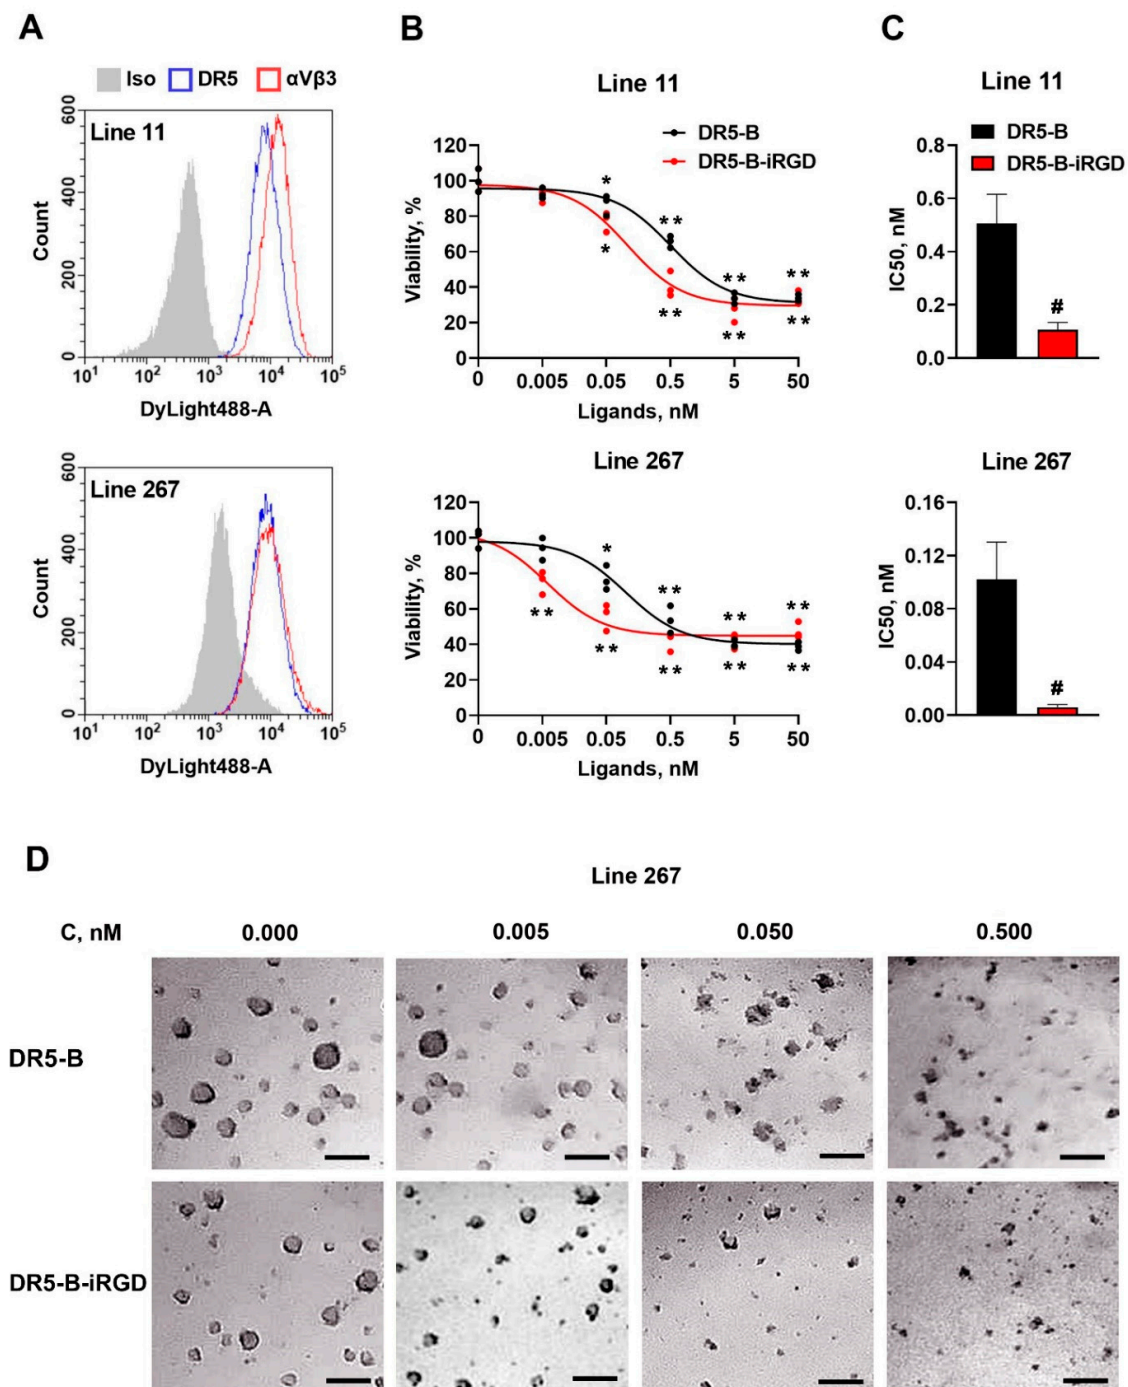 A
Iso DR5 αVβ3
Line 11
600
400
200
0
Count
10¹ 10² 10³ 10⁴ 10⁵
DyLight488-A
Line 267
600
400
200
0
Count
10¹ 10² 10³ 10⁴ 10⁵
DyLight488-A
B
Line 11
DR5-B
DR5-B-iRGD
120
100
80
60
40
20
0
Viability, %
*
*
**
**
**
**
**
**
0 0.005 0.05 0.5 5 50
Ligands, nM
Line 267
120
100
80
60
40
20
0
Viability, %
**
*
**
**
**
**
**
**
**
0 0.005 0.05 0.5 5 50
Ligands, nM
C
Line 11
DR5-B
DR5-B-iRGD
0.8
0.6
0.4
0.2
0.0
IC50, nM
#
Line 267
0.16
0.12
0.08
0.04
0.00
IC50, nM
#
D
Line 267
C, nM 0.000 0.005 0.050 0.500
DR5-B
DR5-B-iRGD